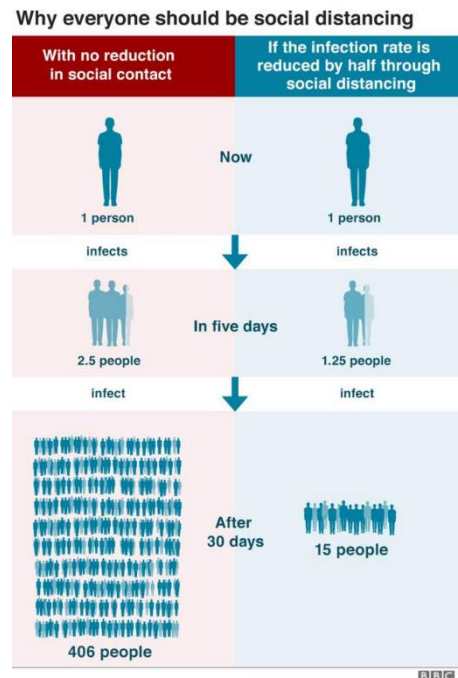 Why everyone should be social distancing
With no reduction
in social contact
If the infection rate is
reduced by half through
social distancing
Now
1 person
1 person
infects
infects
In five days
2.5 people
1.25 people
infect
infect
After
30 days
406 people
15 people
BBC